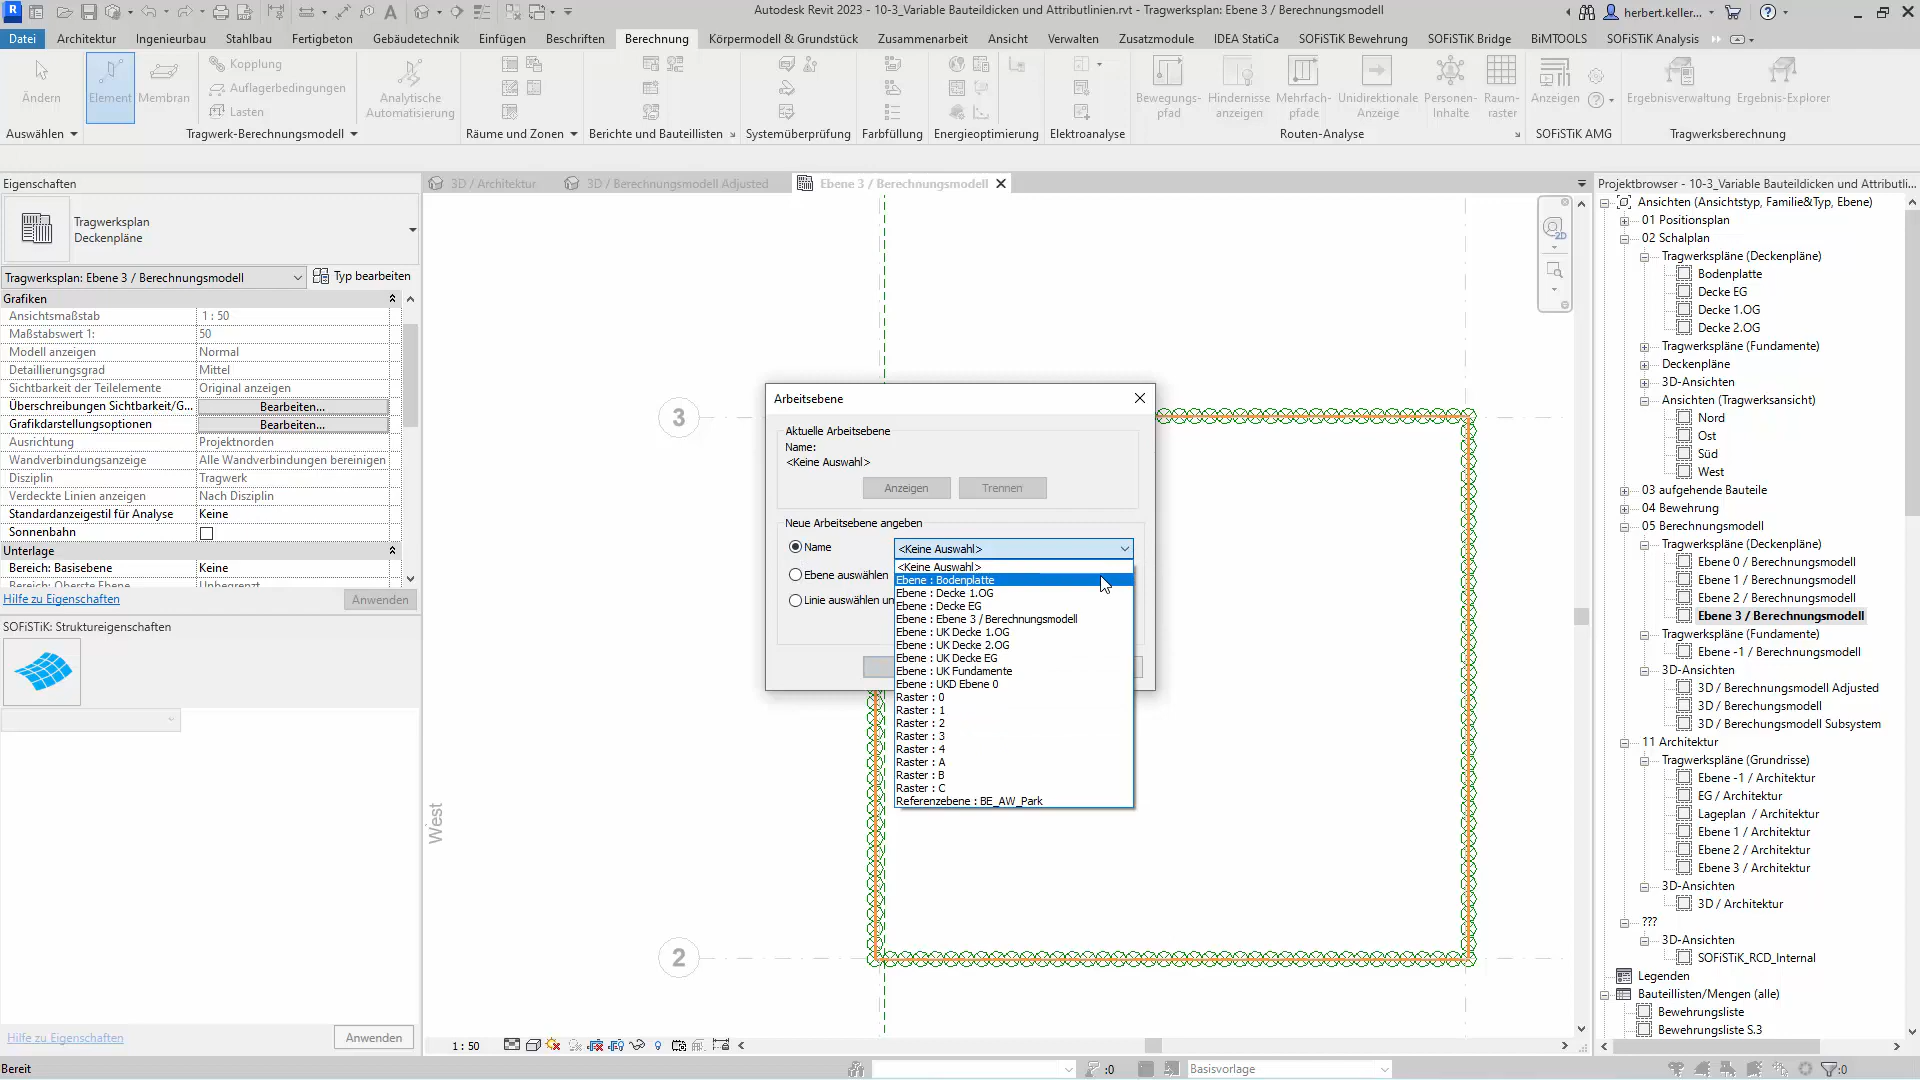 Autodesk Revit 2023 - 10-3_Variable Bauteildicken und Attributlinien.rvt - Tragwerksplan: Ebene 3 / Berechnungsmodell
herbert.keller...
Datei Architektur Ingenieurbau Stahlbau Fertigbeton Gebäudetechnik Einfügen Beschriften Berechnung Körpermodell & Grundstück Zusammenarbeit Ansicht Verwalten Zusatzmodule IDEA StatiCa SOFiSTiK Bewehrung SOFiSTiK Bridge BiMTOOLS SOFiSTiK Analysis
Ändern
Element
Membran
Kopplung
Auflagerbedingungen
Lasten
Analytische
Automatisierung
Bewegungs-
pfad
Hindernisse
anzeigen
Mehrfach-
pfade
Unidirektionale
Anzeige
Personen-
Inhalte
Raum-
raster
Anzeigen
Ergebnisverwaltung
Ergebnis-Explorer
Auswählen
Tragwerk-Berechnungsmodell
Räume und Zonen
Berichte und Bauteillisten
Systemüberprüfung
Farbfüllung
Energieoptimierung
Elektroanalyse
Routen-Analyse
SOFiSTiK AMG
Tragwerksberechnung
Eigenschaften
Tragwerksplan
Deckenpläne
Tragwerksplan: Ebene 3 / Berechnungsmodell
Typ bearbeiten
Grafiken
Ansichtsmaßstab 1 : 50
Maßstabswert 1: 50
Modell anzeigen Normal
Detaillierungsgrad Mittel
Sichtbarkeit der Teilelemente Original anzeigen
Überschreibungen Sichtbarkeit/G... Bearbeiten...
Grafikdarstellungsoptionen Bearbeiten...
Ausrichtung Projektnorden
Wandverbindungsanzeige Alle Wandverbindungen bereinigen
Disziplin Tragwerk
Verdeckte Linien anzeigen Nach Disziplin
Standardanzeigestil für Analyse Keine
Sonnenbahn
Unterlage
Bereich: Basisebene Keine
Bereich: Oberste Ebene Unbegrenzt
Hilfe zu Eigenschaften
Anwenden
SOFiSTiK: Struktureigenschaften
Hilfe zu Eigenschaften
Anwenden
Bereit
3D / Architektur
3D / Berechnungsmodell Adjusted
Ebene 3 / Berechnungsmodell
3
2
West
2D
Arbeitsebene
Aktuelle Arbeitsebene
Name:
<Keine Auswahl>
Anzeigen
Trennen
Neue Arbeitsebene angeben
Name
<Keine Auswahl>
Ebene auswählen
Linie auswählen un
<Keine Auswahl>
Ebene : Bodenplatte
Ebene : Decke 1.OG
Ebene : Decke EG
Ebene : Ebene 3 / Berechnungsmodell
Ebene : UK Decke 1.OG
Ebene : UK Decke 2.OG
Ebene : UK Decke EG
Ebene : UK Fundamente
Ebene : UKD Ebene 0
Raster : 0
Raster : 1
Raster : 2
Raster : 3
Raster : 4
Raster : A
Raster : B
Raster : C
Referenzebene : BE_AW_Park
1 : 50
:0
Basisvorlage
:0
Projektbrowser - 10-3_Variable Bauteildicken und Attributli...
Ansichten (Ansichtstyp, Familie&Typ, Ebene)
01 Positionsplan
02 Schalplan
Tragwerkspläne (Deckenpläne)
Bodenplatte
Decke EG
Decke 1.OG
Decke 2.OG
Tragwerkspläne (Fundamente)
Deckenpläne
3D-Ansichten
Ansichten (Tragwerksansicht)
Nord
Ost
Süd
West
03 aufgehende Bauteile
04 Bewehrung
05 Berechnungsmodell
Tragwerkspläne (Deckenpläne)
Ebene 0 / Berechnungsmodell
Ebene 1 / Berechnungsmodell
Ebene 2 / Berechnungsmodell
Ebene 3 / Berechnungsmodell
Tragwerkspläne (Fundamente)
Ebene -1 / Berechnungsmodell
3D-Ansichten
3D / Berechnungsmodell Adjusted
3D / Berechnungsmodell
3D / Berechungsmodell Subsystem
11 Architektur
Tragwerkspläne (Grundrisse)
Ebene -1 / Architektur
EG / Architektur
Lageplan / Architektur
Ebene 1 / Architektur
Ebene 2 / Architektur
Ebene 3 / Architektur
3D-Ansichten
3D / Architektur
???
3D-Ansichten
SOFiSTiK_RCD_Internal
Legenden
Bauteillisten/Mengen (alle)
Bewehrungsliste
Bewehrungsliste S.3